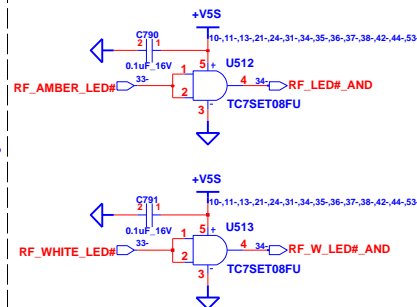 +V5S
C790
10-,11-,13-,21-,24-,31-,34-,35-,36-,37-,38-,42-,44-,53-
2 1
0.1uF_16V
5 +
U512
RF_AMBER_LED#
33-
1
2
4
34-
RF_LED#_AND
3 -
TC7SET08FU
+V5S
C791
10-,11-,13-,21-,24-,31-,34-,35-,36-,37-,38-,42-,44-,53-
2 1
0.1uF_16V
5 +
U513
RF_WHITE_LED#
33-
1
2
4
34-
RF_W_LED#_AND
3 -
TC7SET08FU